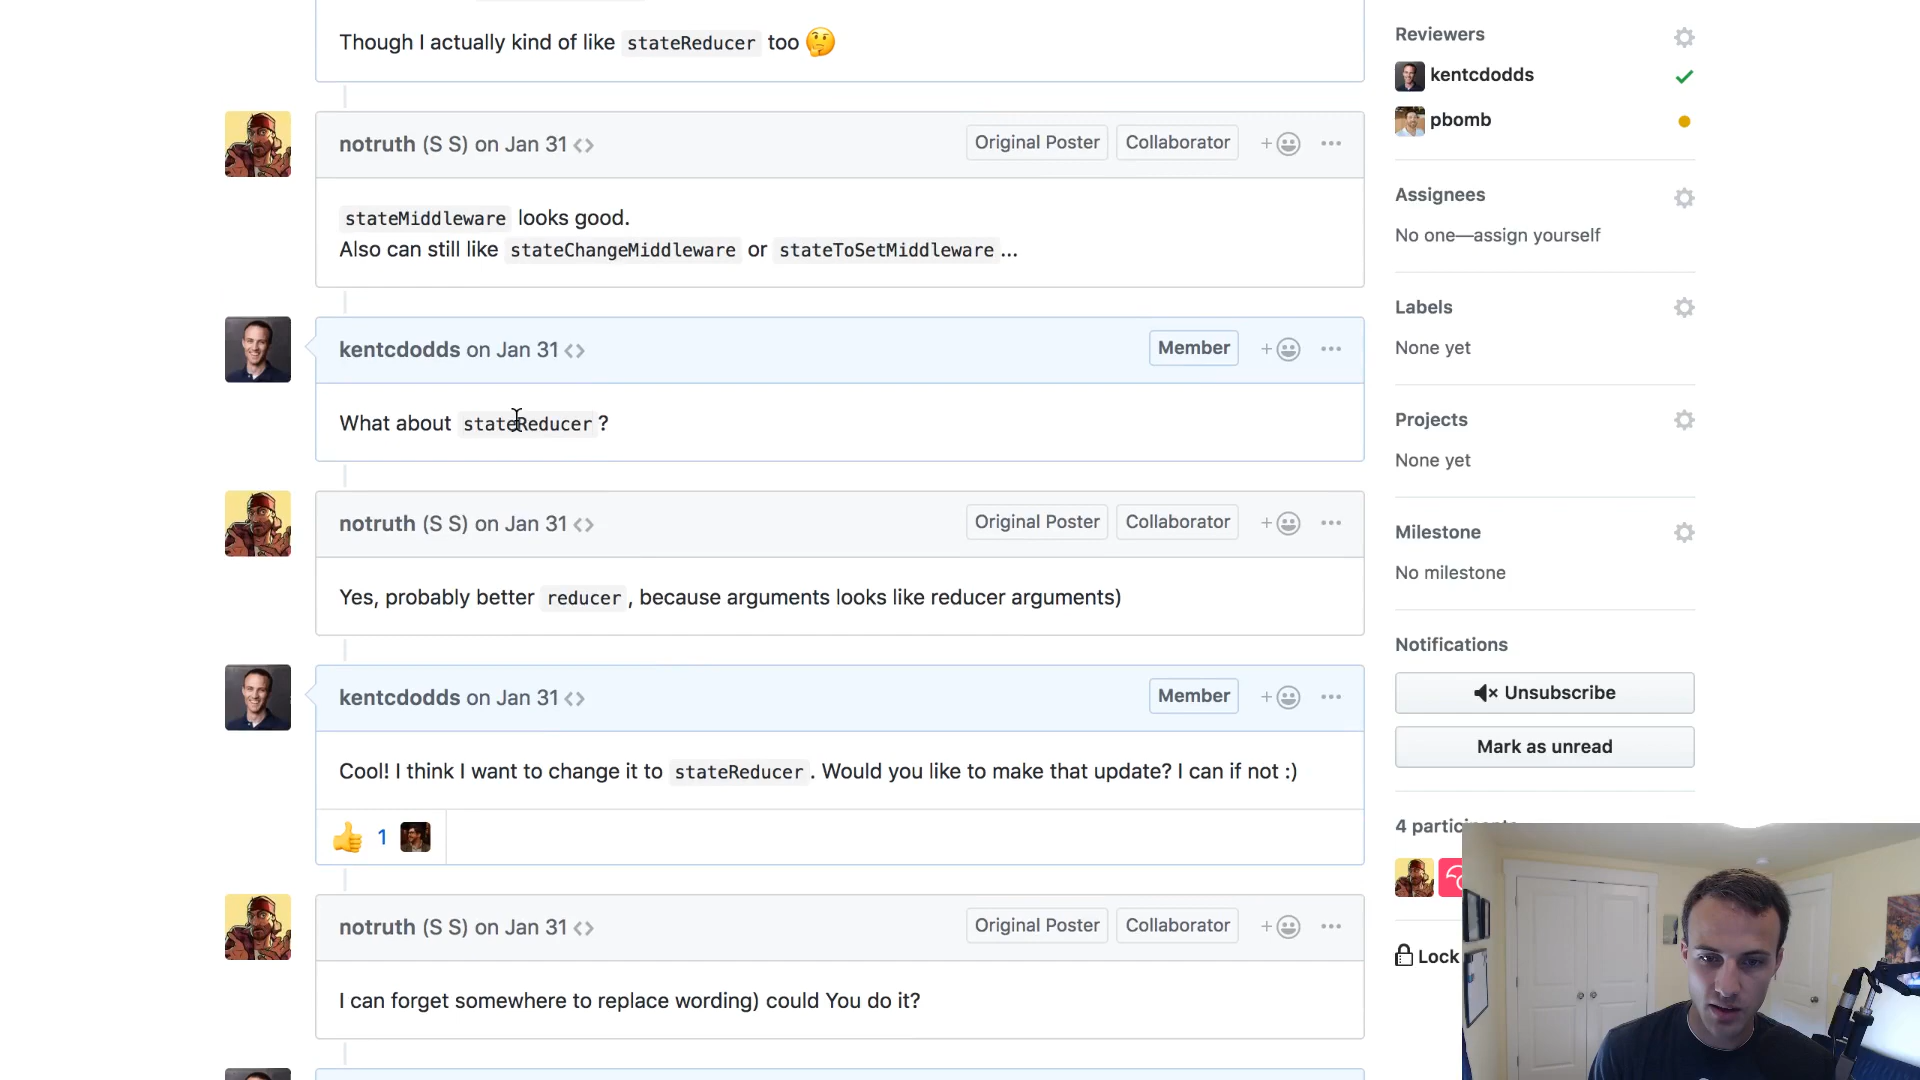 Though I actually kind of like stateReducer too
notruth (S S) on Jan 31 <>
Original Poster
Collaborator
+
...
stateMiddleware looks good.
Also can still like stateChangeMiddleware or stateToSetMiddleware ...
kentcdodds on Jan 31 <>
Member
+
...
What about stateReducer ?
notruth (S S) on Jan 31 <>
Original Poster
Collaborator
+
...
Yes, probably better reducer , because arguments looks like reducer arguments)
kentcdodds on Jan 31 <>
Member
+
...
Cool! I think I want to change it to stateReducer . Would you like to make that update? I can if not :)
1
notruth (S S) on Jan 31 <>
Original Poster
Collaborator
+
...
I can forget somewhere to replace wording) could You do it?
Reviewers
kentcdodds
pbomb
Assignees
No one—assign yourself
Labels
None yet
Projects
None yet
Milestone
No milestone
Notifications
Unsubscribe
Mark as unread
4
Lock